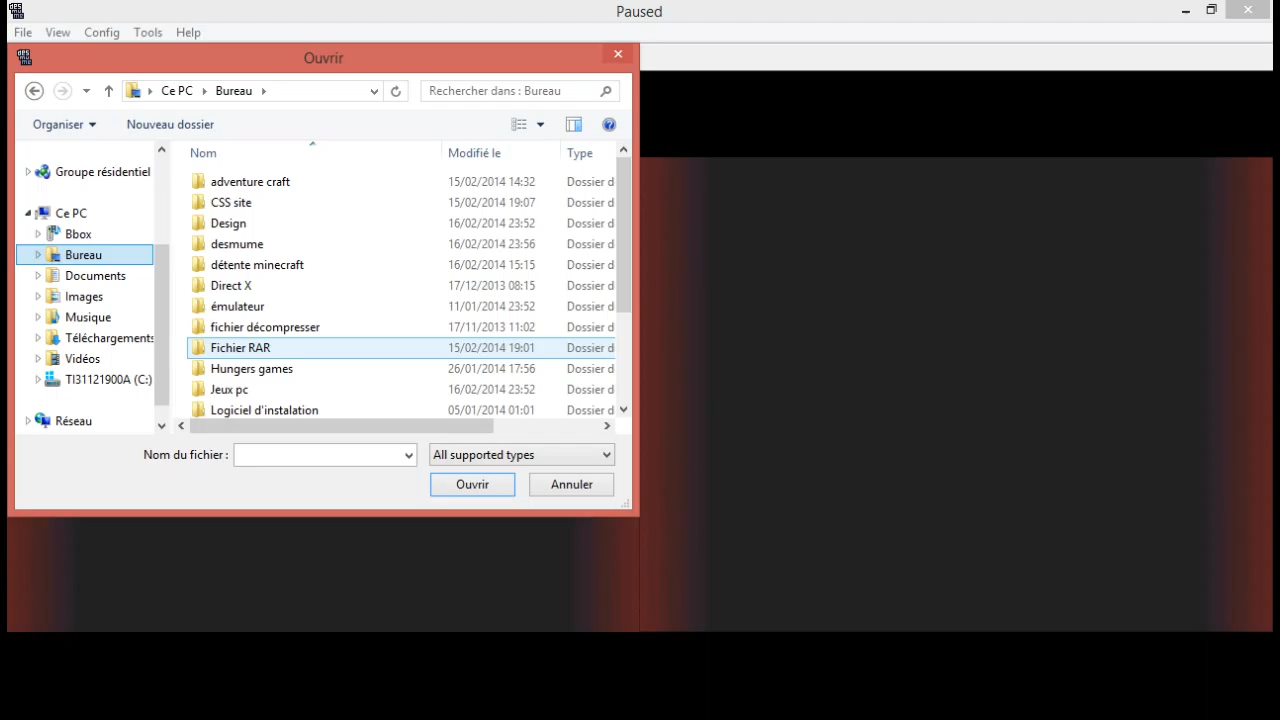 Paused
File View Config Tools Help
Ouvrir
Ce PC Bureau
Rechercher dans : Bureau
Organiser Nouveau dossier
Nom Modifié le Type
Groupe résidentiel
Ce PC
Bbox
Bureau
Documents
Images
Musique
Téléchargements
Vidéos
TI31121900A (C:)
Réseau
adventure craft 15/02/2014 14:32 Dossier d
CSS site 15/02/2014 19:07 Dossier d
Design 16/02/2014 23:52 Dossier d
desmume 16/02/2014 23:56 Dossier d
détente minecraft 16/02/2014 15:15 Dossier d
Direct X 17/12/2013 08:15 Dossier d
émulateur 11/01/2014 23:52 Dossier d
fichier décompresser 17/11/2013 11:02 Dossier d
Fichier RAR 15/02/2014 19:01 Dossier d
Hungers games 26/01/2014 17:56 Dossier d
Jeux pc 16/02/2014 23:52 Dossier d
Logiciel d'instalation 05/01/2014 01:01 Dossier d
Nom du fichier : All supported types
Ouvrir Annuler